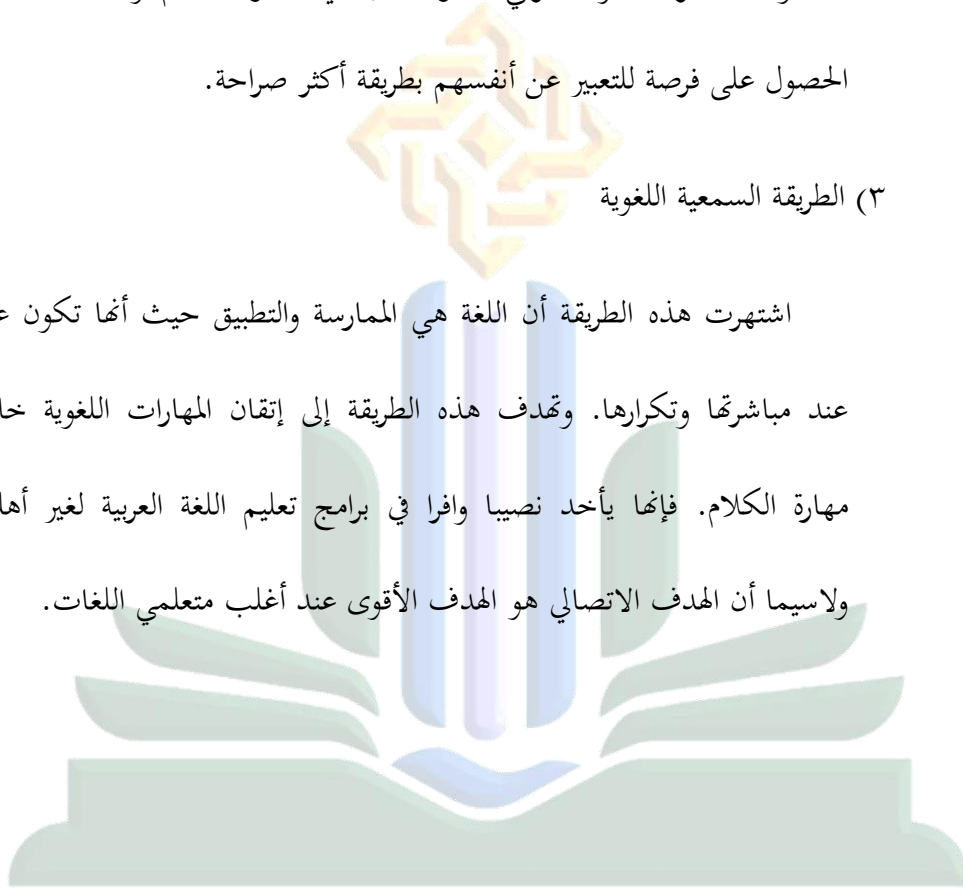 الحصول على فرصة للتعبير عن أنفسهم بطريقة أكثر صراحة.
٣) الطريقة السمعية اللغوية
اشتهرت هذه الطريقة أن اللغة هي الممارسة والتطبيق حيث أنها تكون
عند مباشرتها وتكرارها. وتهدف هذه الطريقة إلى إتقان المهارات اللغوية
مهارة الكلام. فإنها يأخد نصيبا وافرا في برامج تعليم اللغة العربية لغير
ولاسيما أن الهدف الاتصالي هو الهدف الأقوى عند أغلب متعلمي اللغات.